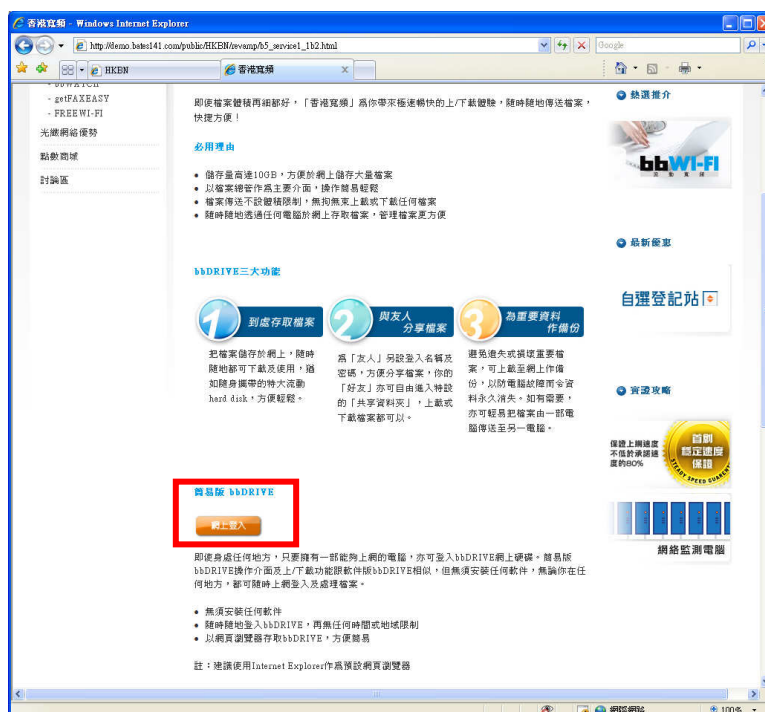 香港寬頻 - Windows Internet Explorer
http://demo.bates141.com/public/HKBN/revamp/b5_service1_1b2.html
Google
HKBN
香港寬頻
- getFAXEASY
- FREE WI-FI
光纖網絡優勢
點數商城
討論區
即使檔案體積再細都好，「香港寬頻」為你帶來極速暢快的上/下載體驗，隨時隨地傳送檔案，
快捷方便！
必用理由
儲存量高達10GB，方便於網上儲存大量檔案
以檔案總管作為主要介面，操作簡易輕鬆
檔案傳送不設體積限制，無拘無束上載或下載任何檔案
隨時隨地透過任何電腦於網上存取檔案，管理檔案更方便
bbDRIVE三大功能
1 到處存取檔案
把檔案儲存於網上，隨時
隨地都可下載及使用，猶
如隨身攜帶的特大流動
hard disk，方便輕鬆。
2 與友人
分享檔案
為「友人」另設登入名稱及
密碼，方便分享檔案，你的
「好友」亦可自由進入特設
的「共享資料夾」，上載或
下載檔案都可以。
3 為重要資料
作備份
避免遺失或損壞重要檔
案，可上載至網上作備
份，以防電腦故障而令資
料永久消失。如有需要，
亦可輕易把檔案由一部電
腦傳送至另一電腦。
簡易版 bbDRIVE
網上登入
即使身處任何地方，只要擁有一部能夠上網的電腦，亦可登入bbDRIVE網上硬碟。簡易版
bbDRIVE操作介面及上/下載功能跟軟件版bbDRIVE相似，但無須安裝任何軟件，無論你在任
何地方，都可隨時上網登入及處理檔案。
無須安裝任何軟件
隨時隨地登入bbDRIVE，再無任何時間或地域限制
以網頁瀏覽器存取bbDRIVE，方便簡易
註：建議使用Internet Explorer作為預設網頁瀏覽器
熱選推介
bbWI-FI
流動寬頻
最新優惠
自選登記站
實證攻略
保證上網速度
不低於承諾速
度的80%
首創
穩定速度
保證
STEADY SPEED GUARANTEE
網絡監測電腦
網際網路
100%